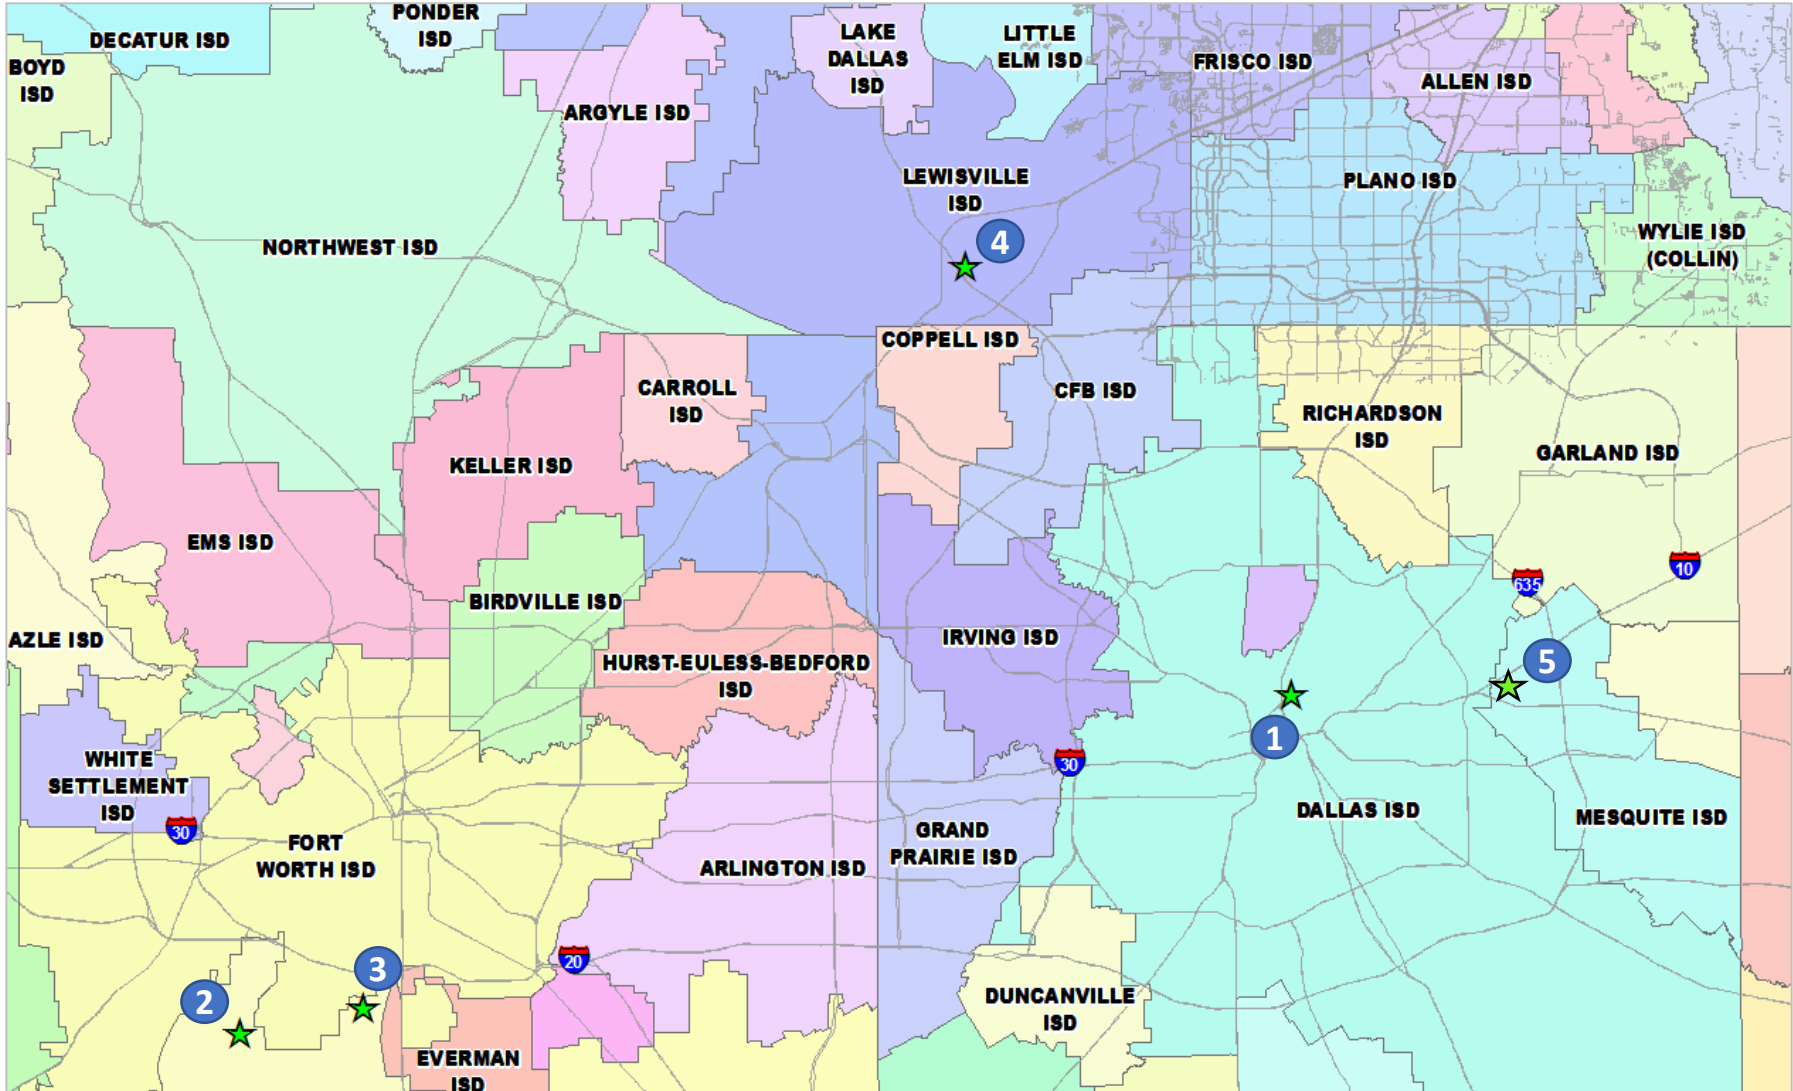 PONDER
ISD
DECATUR ISD
BOYD
ISD
LAKE
DALLAS
ISD
LITTLE
ELM ISD
FRISCO ISD
ALLEN ISD
ARGYLE ISD
LEWISVILLE
ISD
PLANO ISD
4
NORTHWEST ISD
WYLIE ISD
(COLLIN)
COPPELL ISD
CARROLL
ISD
CFB ISD
RICHARDSON
ISD
KELLER ISD
GARLAND ISD
EMS ISD
10
635
BIRDVILLE ISD
AZLE ISD
IRVING ISD
HURST-EULESS-BEDFORD
ISD
5
1
WHITE
SETTLEMENT
ISD
30
DALLAS ISD
MESQUITE ISD
30
FORT
WORTH ISD
GRAND
PRAIRIE ISD
ARLINGTON ISD
20
3
2
DUNCANVILLE
ISD
EVERMAN
ISD